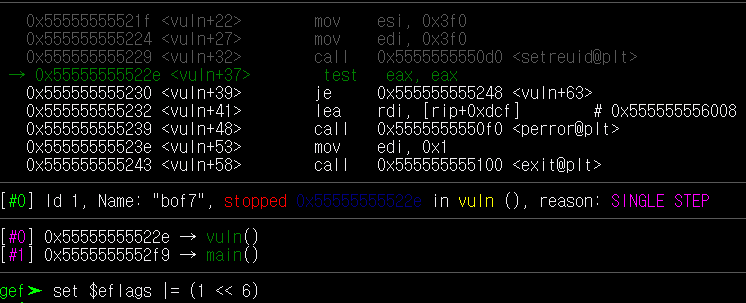 0x55555555521f <vuln+22> mov esi, 0x3f0
0x555555555224 <vuln+27> mov edi, 0x3f0
0x555555555229 <vuln+32> call 0x5555555550d0 <setreuid@plt>
→ 0x55555555522e <vuln+37> test eax, eax
0x555555555230 <vuln+39> je 0x555555555248 <vuln+63>
0x555555555232 <vuln+41> lea rdi, [rip+0xdcf] # 0x555555556008
0x555555555239 <vuln+48> call 0x5555555550f0 <perror@plt>
0x55555555523e <vuln+53> mov edi, 0x1
0x555555555243 <vuln+58> call 0x555555555100 <exit@plt>
[#0] Id 1, Name: "bof7", stopped 0x55555555522e in vuln (), reason: SINGLE STEP
[#0] 0x55555555522e → vuln()
[#1] 0x5555555552f9 → main()
gef➤ set $eflags |= (1 << 6)